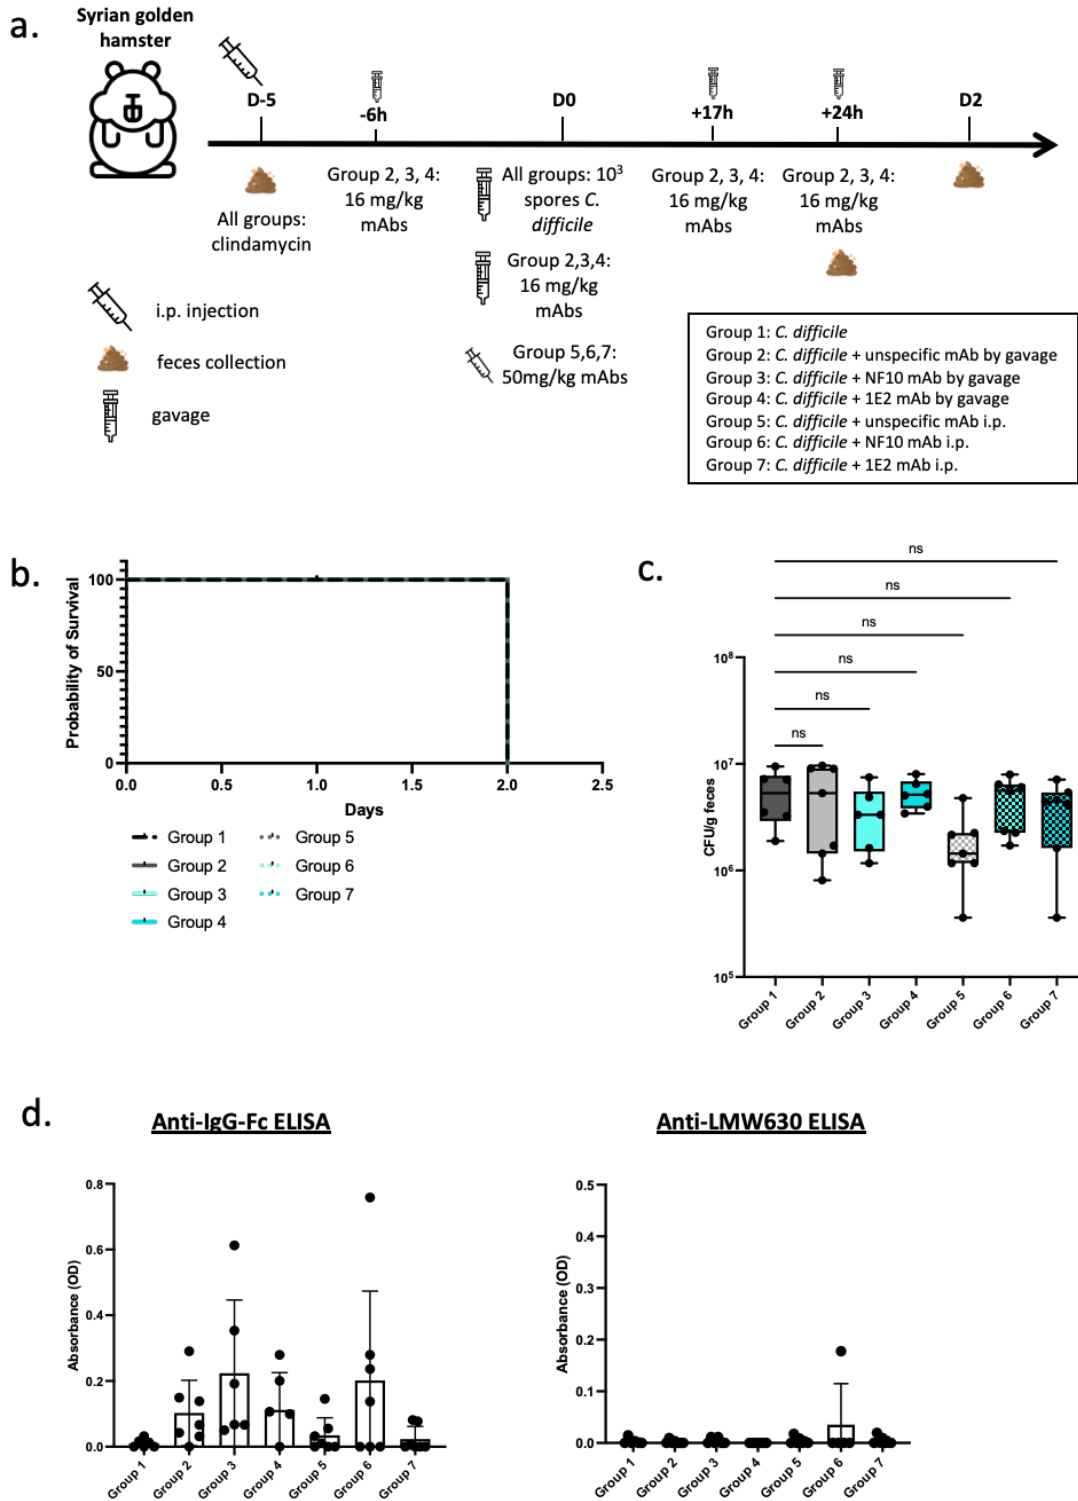 a.
Syrian golden
hamster
D-5
-6h
D0
+17h
+24h
D2
All groups:
clindamycin
Group 2, 3, 4:
16 mg/kg
mAbs
All groups: 10³
spores C.
difficile
Group 2,3,4:
16 mg/kg
mAbs
Group 5,6,7:
50mg/kg mAbs
Group 2, 3, 4:
16 mg/kg
mAbs
Group 2, 3, 4:
16 mg/kg
mAbs
i.p. injection
feces collection
gavage
Group 1: C. difficile
Group 2: C. difficile + unspecific mAb by gavage
Group 3: C. difficile + NF10 mAb by gavage
Group 4: C. difficile + 1E2 mAb by gavage
Group 5: C. difficile + unspecific mAb i.p.
Group 6: C. difficile + NF10 mAb i.p.
Group 7: C. difficile + 1E2 mAb i.p.
b.
Probability of Survival
100
50
0
0.0
0.5
1.0
1.5
2.0
2.5
Days
Group 1
Group 2
Group 3
Group 4
Group 5
Group 6
Group 7
c.
ns
ns
ns
ns
ns
ns
CFU/g feces
10⁸
10⁷
10⁶
10⁵
Group 1
Group 2
Group 3
Group 4
Group 5
Group 6
Group 7
d.
Anti-IgG-Fc ELISA
Absorbance (OD)
0.8
0.6
0.4
0.2
0.0
Group 1
Group 2
Group 3
Group 4
Group 5
Group 6
Group 7
Anti-LMW630 ELISA
Absorbance (OD)
0.5
0.4
0.3
0.2
0.1
0.0
Group 1
Group 2
Group 3
Group 4
Group 5
Group 6
Group 7